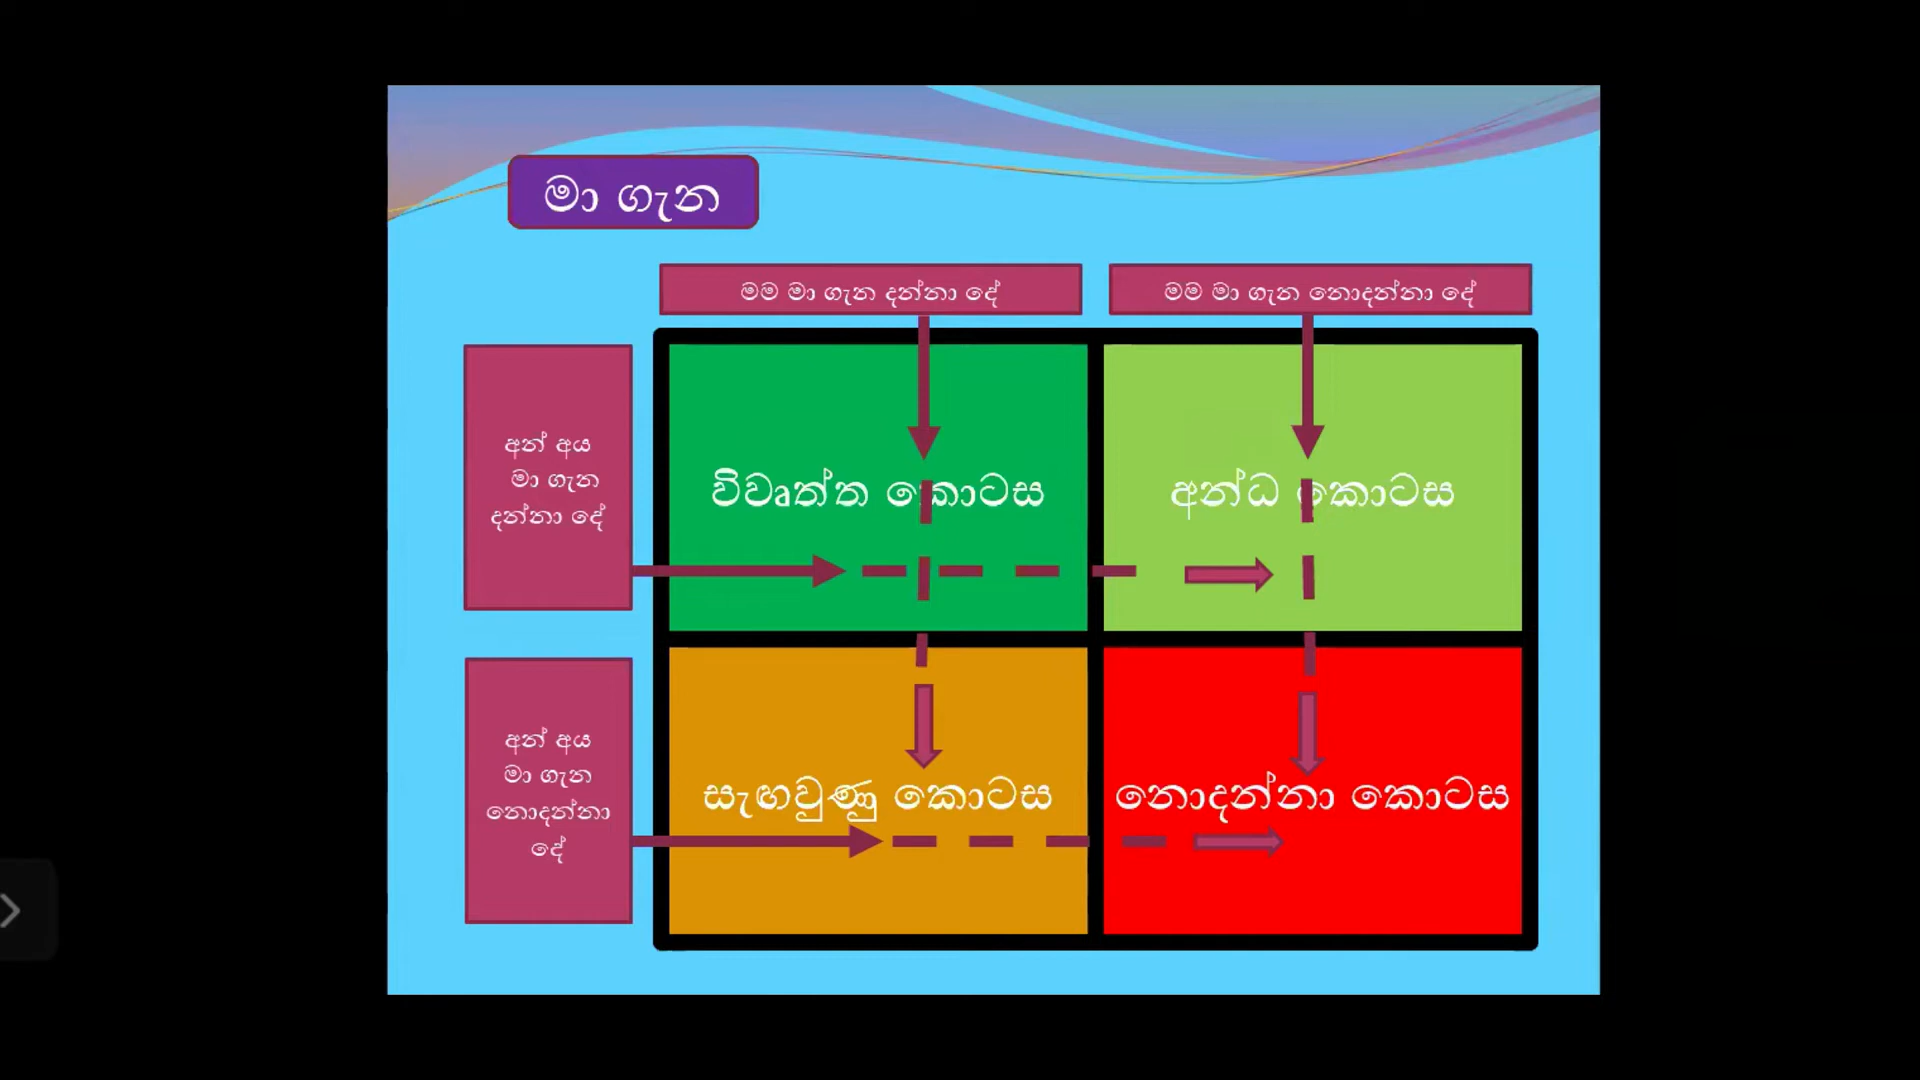 මා ගැන
මම මා ගැන දන්නා දේ
මම මා ගැන නොදන්නා දේ
අන් අය
මා ගැන
දන්නා දේ
විවෘත්ත කොටස
අන්ධ කොටස
අන් අය
මා ගැන
නොදන්නා
දේ
සැඟවුණු කොටස
නොදන්නා කොටස